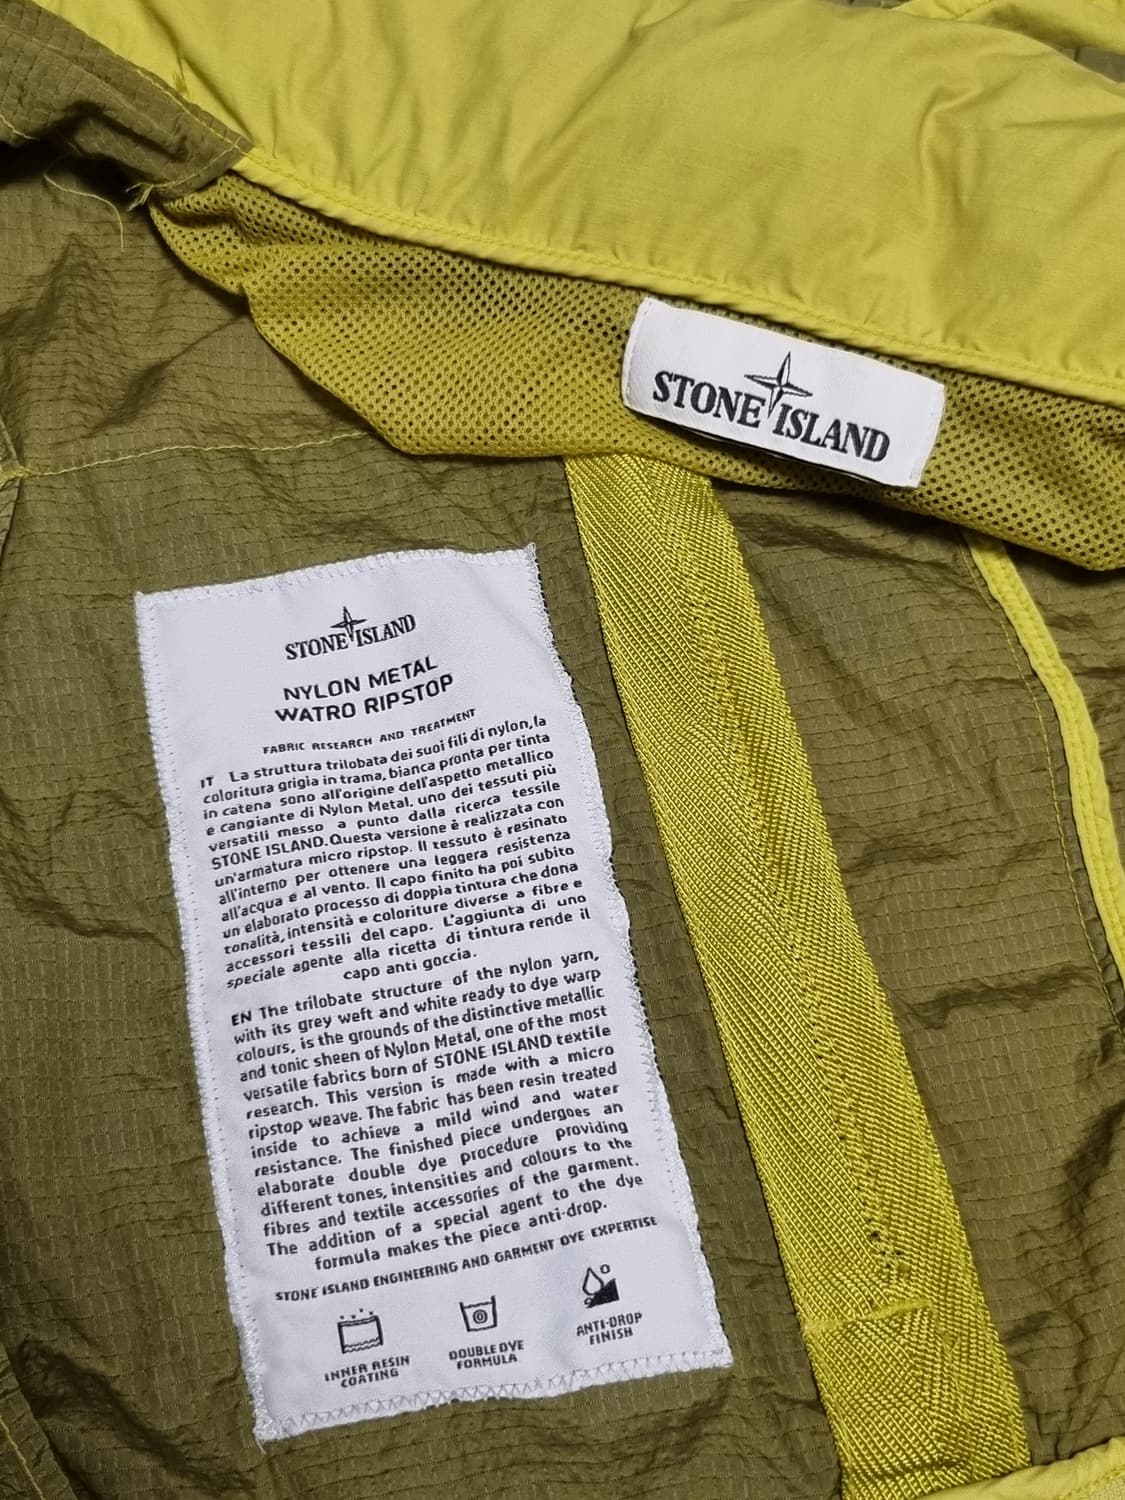 STONE ISLAND
STONE ISLAND
NYLON METAL
WATRO RIPSTOP
FABRIC RESEARCH AND TREATMENT
IT La struttura trilobata dei suoi fili di nylon,la
coloritura grigia in trama, bianca pronta per tinta
in catena sono all'origine dell'aspetto metallico
e cangiante di Nylon Metal, uno dei tessuti più
versatili messo a punto dalla ricerca tessile
STONE ISLAND.Questa versione è realizzata con
un'armatura micro ripstop. Il tessuto è resinato
all'interno per ottenere una leggera resistenza
all'acqua e al vento. Il capo finito ha poi subito
un elaborato processo di doppia tintura che dona
tonalità, intensità e coloriture diverse a fibre e
accessori tessili del capo. L'aggiunta di uno
speciale agente alla ricetta di tintura rende il
capo anti goccia.
EN The trilobate structure of the nylon yarn,
with its grey weft and white ready to dye warp
colours, is the grounds of the distinctive metallic
and tonic sheen of Nylon Metal, one of the most
versatile fabrics born of STONE ISLAND textile
research. This version is made with a micro
ripstop weave. The fabric has been resin treated
inside to achieve a mild wind and water
resistance. The finished piece undergoes an
elaborate double dye procedure providing
different tones, intensities and colours to the
fibres and textile accessories of the garment.
The addition of a special agent to the dye
formula makes the piece anti-drop.
STONE ISLAND ENGINEERING AND GARMENT DYE EXPERTISE
INNER RESIN
COATING
DOUBLE DYE
FORMULA
ANTI-DROP
FINISH